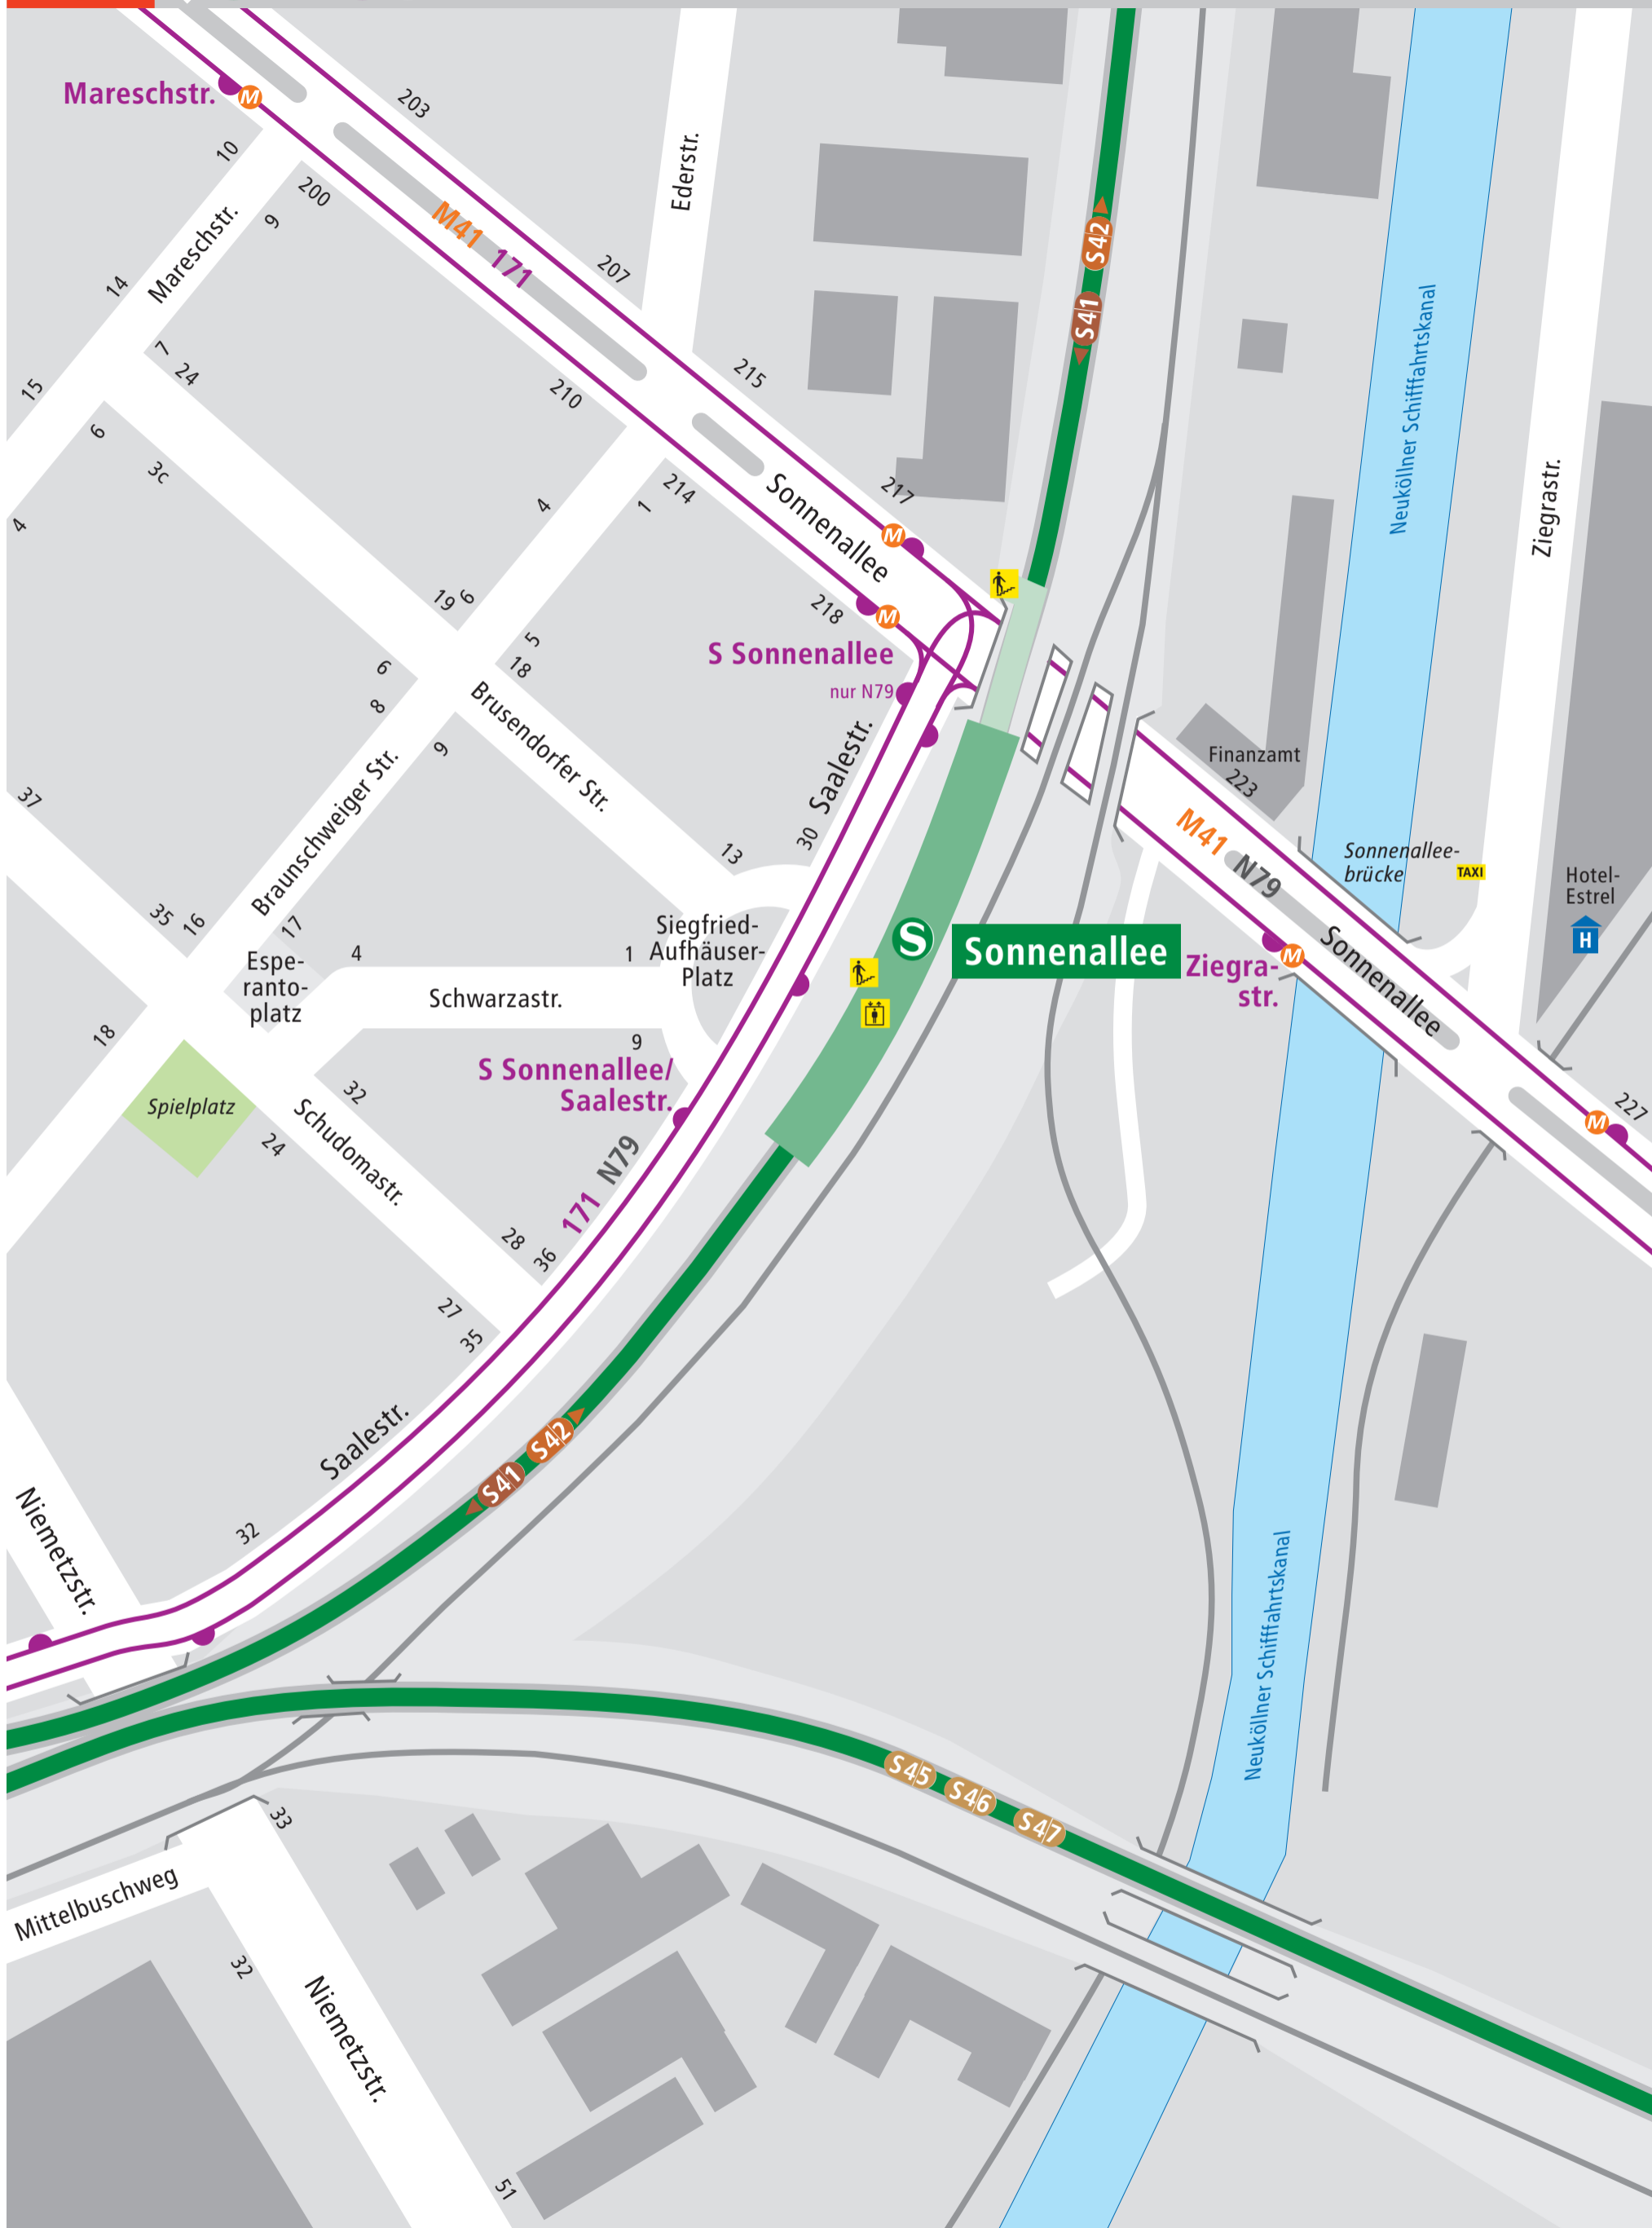 Mareschstr.
M
203
10
200
9
Mareschstr.
14
7
24
15
6
3c
4
M41
171
207
Ederstr.
210
215
S42
S41
Neuköllner Schifffahrtskanal
Ziegrastr.
4
1
214
Sonnenallee
217
M
M
218
S Sonnenallee
nur N79
19
6
5
18
6
8
9
Brusendorfer Str.
Braunschweiger Str.
Saalestr.
30
13
37
35
16
17
Finanzamt
223
M41
N79
Sonnenallee-
brücke
TAXI
Hotel-
Estrel
H
Sonnenallee
S
Sonnenallee
Ziegra-
str.
M
Siegfried-
Aufhäuser-
Platz
Espe-
ranto-
platz
4
1
Schwarzastr.
9
18
Spielplatz
32
24
Schudomastr.
S Sonnenallee/
Saalestr.
171
N79
M
227
28
36
27
35
Saalestr.
S41
S42
32
Niemetzstr.
Neuköllner Schifffahrtskanal
S45
S46
S47
33
Mittelbuschweg
32
Niemetzstr.
51